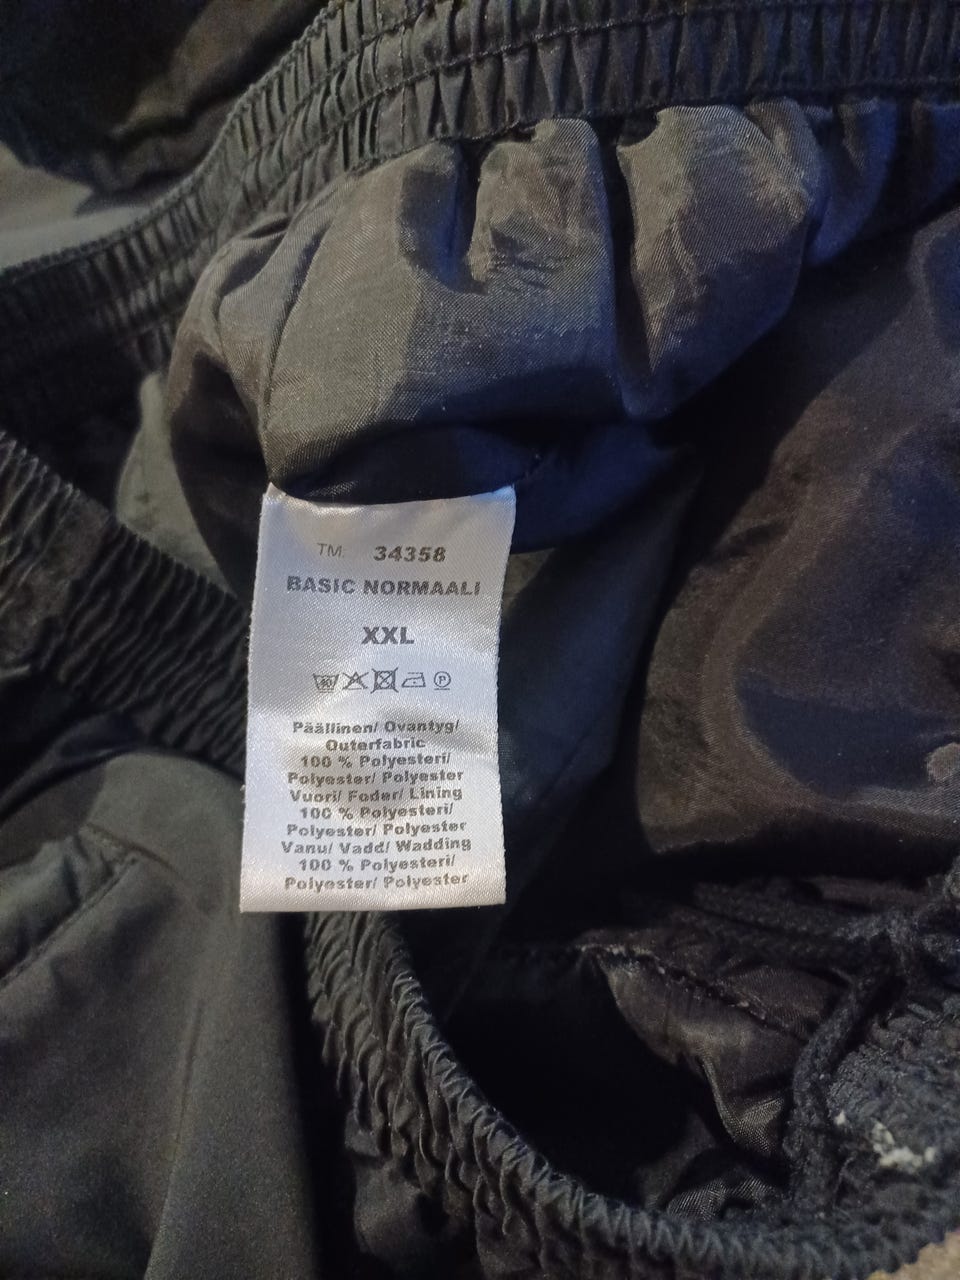 TM. 34358
BASIC NORMAALI
XXL
40 P
Päällinen/ Ovantyg/
Outerfabric
100 % Polyesteri/
Polyester/ Polyester
Vuori/ Foder/ Lining
100 % Polyesteri/
Polyester/ Polyester
Vanu/ Vadd/ Wadding
100 % Polyesteri/
Polyester/ Polyester